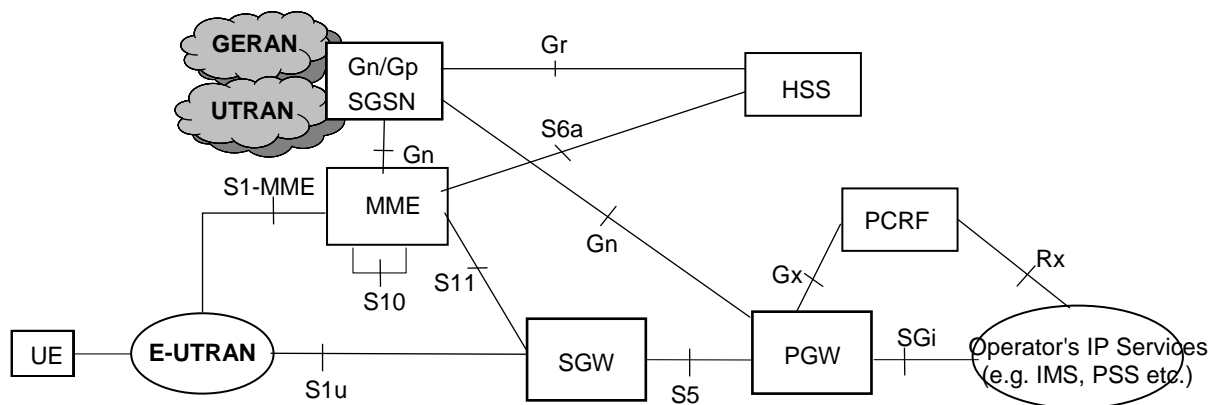 GERAN
Gr
Gn/Gp
SGSN
HSS
UTRAN
S6a
Gn
S1-MME
MME
PCRF
Gn
Rx
Gx
S11
S10
UE
E-UTRAN
SGW
PGW
SGi
Operator's IP Services
(e.g. IMS, PSS etc.)
S1u
S5